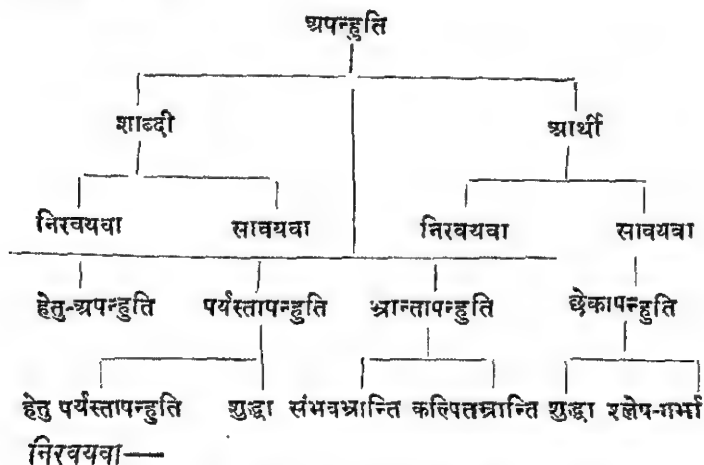 अपन्हुति
शाब्दी आर्थी
निरवयवा सावयवा निरवयवा सावयवा
हेतु-अपन्हुति पर्यस्तापन्हुति भ्रान्तापन्हुति छेकापन्हुति
हेतु पर्यस्तापन्हुति शुद्धा संभवभ्रान्ति कल्पितभ्रान्ति शुद्धा श्लेष-गर्भा
निरवयवा—